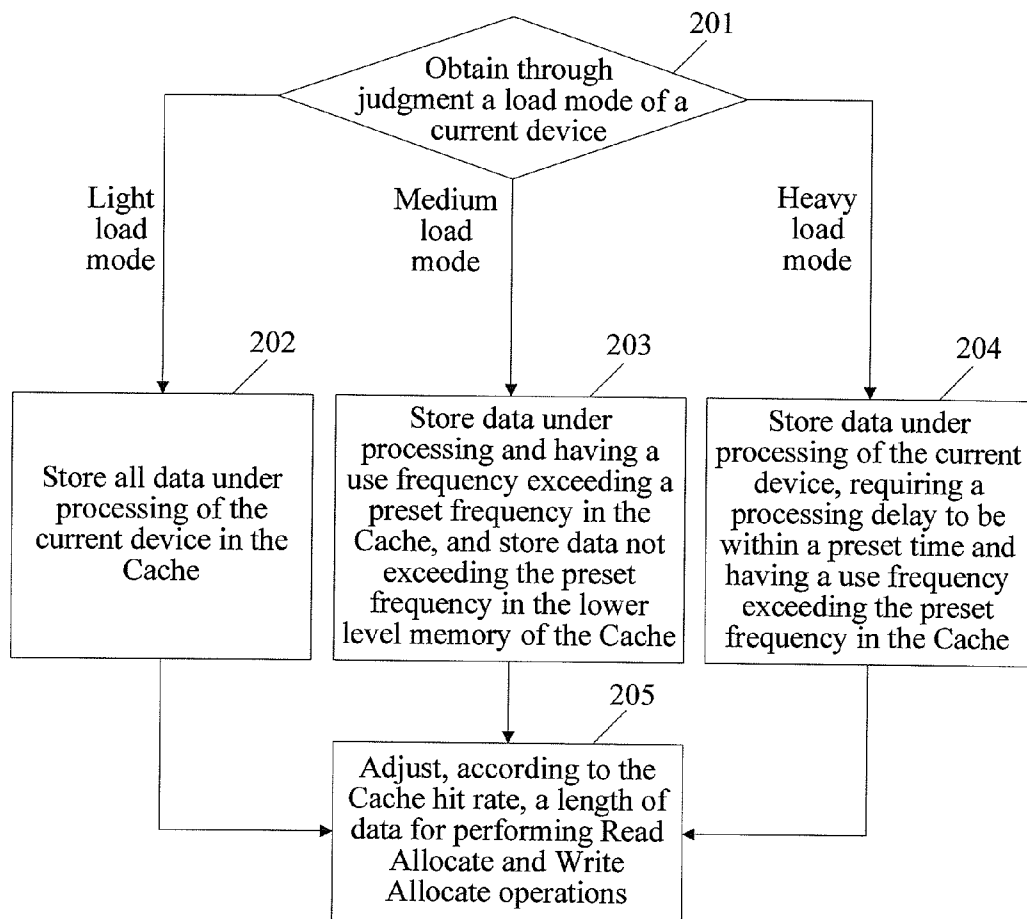 201
Obtain through
judgment a load mode of a
current device
Light
load
mode
Medium
load
mode
Heavy
load
mode
202
Store all data under
processing of the
current device in the
Cache
203
Store data under
processing and having a
use frequency exceeding a
preset frequency in the
Cache, and store data not
exceeding the preset
frequency in the lower
level memory of the Cache
204
Store data under
processing of the current
device, requiring a
processing delay to be
within a preset time and
having a use frequency
exceeding the preset
frequency in the Cache
205
Adjust, according to the
Cache hit rate, a length of
data for performing Read
Allocate and Write
Allocate operations